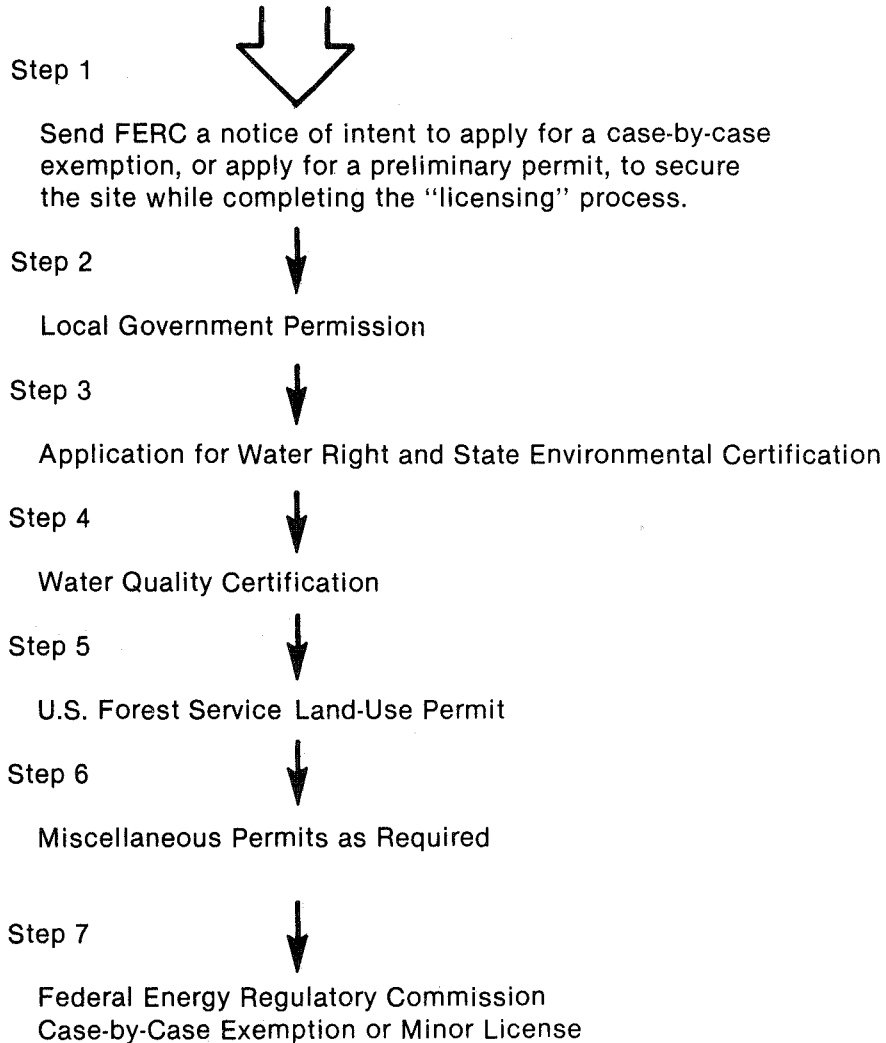 Step 1
Send FERC a notice of intent to apply for a case-by-case
exemption, or apply for a preliminary permit, to secure
the site while completing the “licensing” process.
Step 2
Local Government Permission
Step 3
Application for Water Right and State Environmental Certification
Step 4
Water Quality Certification
Step 5
U.S. Forest Service Land-Use Permit
Step 6
Miscellaneous Permits as Required
Step 7
Federal Energy Regulatory Commission
Case-by-Case Exemption or Minor License